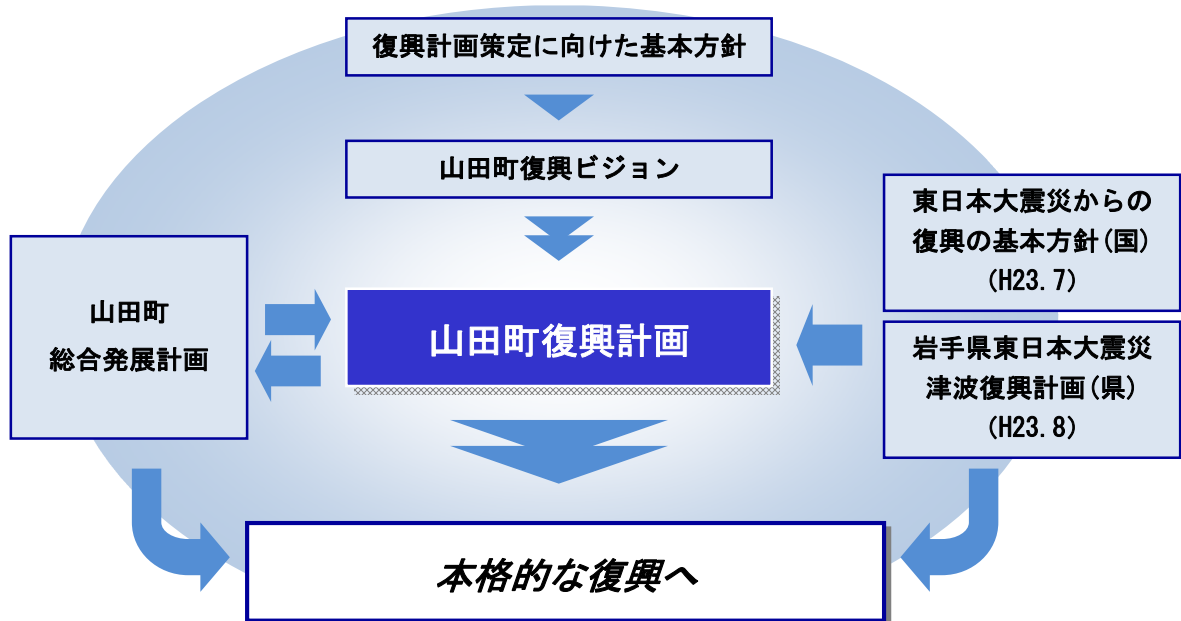 復興計画策定に向けた基本方針
山田町復興ビジョン
東日本大震災からの
復興の基本方針(国)
(H23.7)
山田町
総合発展計画
山田町復興計画
岩手県東日本大震災
津波復興計画(県)
(H23.8)
本格的な復興へ